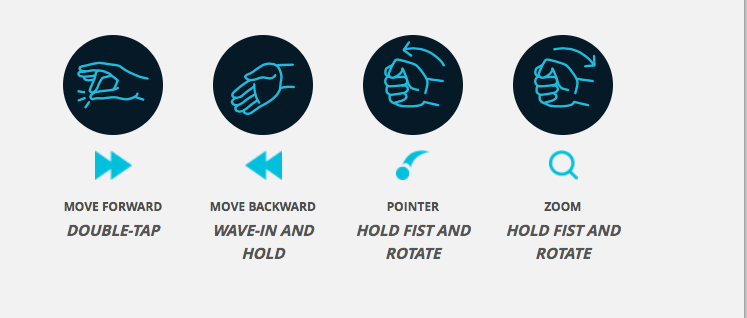 MOVE FORWARD
DOUBLE-TAP
MOVE BACKWARD
WAVE-IN AND
HOLD
POINTER
HOLD FIST AND
ROTATE
ZOOM
HOLD FIST AND
ROTATE